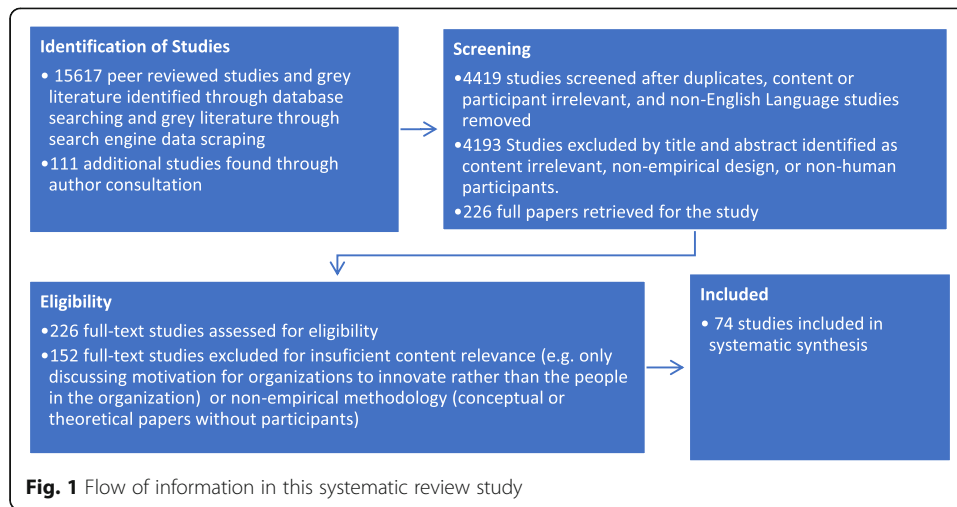 Identification of Studies
• 15617 peer reviewed studies and grey
literature identified through database
searching and grey literature through
search engine data scraping
•111 additional studies found through
author consultation
Screening
•4419 studies screened after duplicates, content or
participant irrelevant, and non-English Language studies
removed
•4193 Studies excluded by title and abstract identified as
content irrelevant, non-empirical design, or non-human
participants.
•226 full papers retrieved for the study
Eligibility
•226 full-text studies assessed for eligibility
•152 full-text studies excluded for insuficient content relevance (e.g. only
discussing motivation for organizations to innovate rather than the people
in the organization) or non-empirical methodology (conceptual or
theoretical papers without participants)
Included
• 74 studies included in
systematic synthesis
Fig. 1 Flow of information in this systematic review study